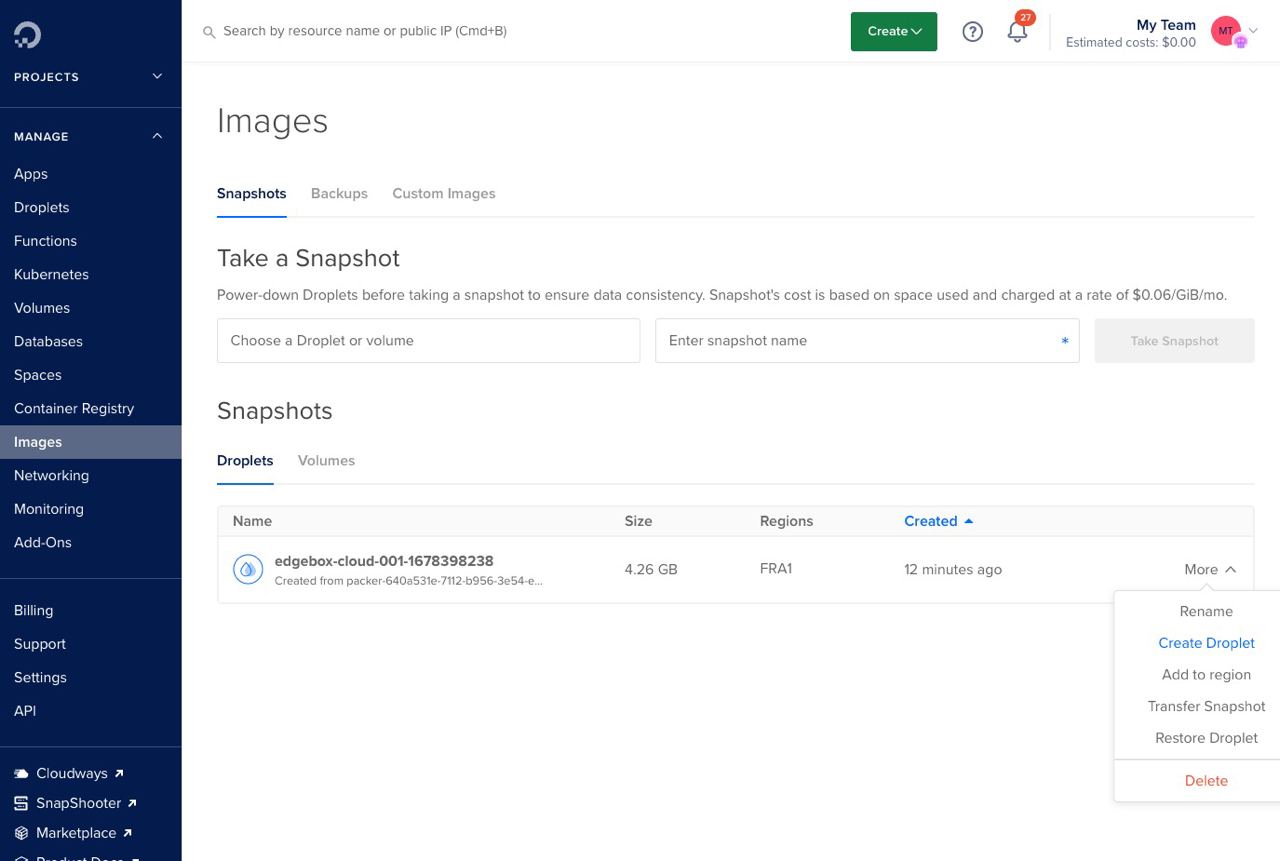 PROJECTS
MANAGE
Apps
Droplets
Functions
Kubernetes
Volumes
Databases
Spaces
Container Registry
Images
Networking
Monitoring
Add-Ons
Billing
Support
Settings
API
Cloudways
SnapShooter
Marketplace
Product Docs
Search by resource name or public IP (Cmd+B)
Create
27
My Team
Estimated costs: $0.00
MT
Images
Snapshots Backups Custom Images
Take a Snapshot
Power-down Droplets before taking a snapshot to ensure data consistency. Snapshot's cost is based on space used and charged at a rate of $0.06/GiB/mo.
Choose a Droplet or volume Enter snapshot name * Take Snapshot
Snapshots
Droplets Volumes
Name Size Regions Created
edgebox-cloud-001-1678398238 4.26 GB FRA1 12 minutes ago More
Created from packer-640a531e-7112-b956-3e54-e...
Rename
Create Droplet
Add to region
Transfer Snapshot
Restore Droplet
Delete